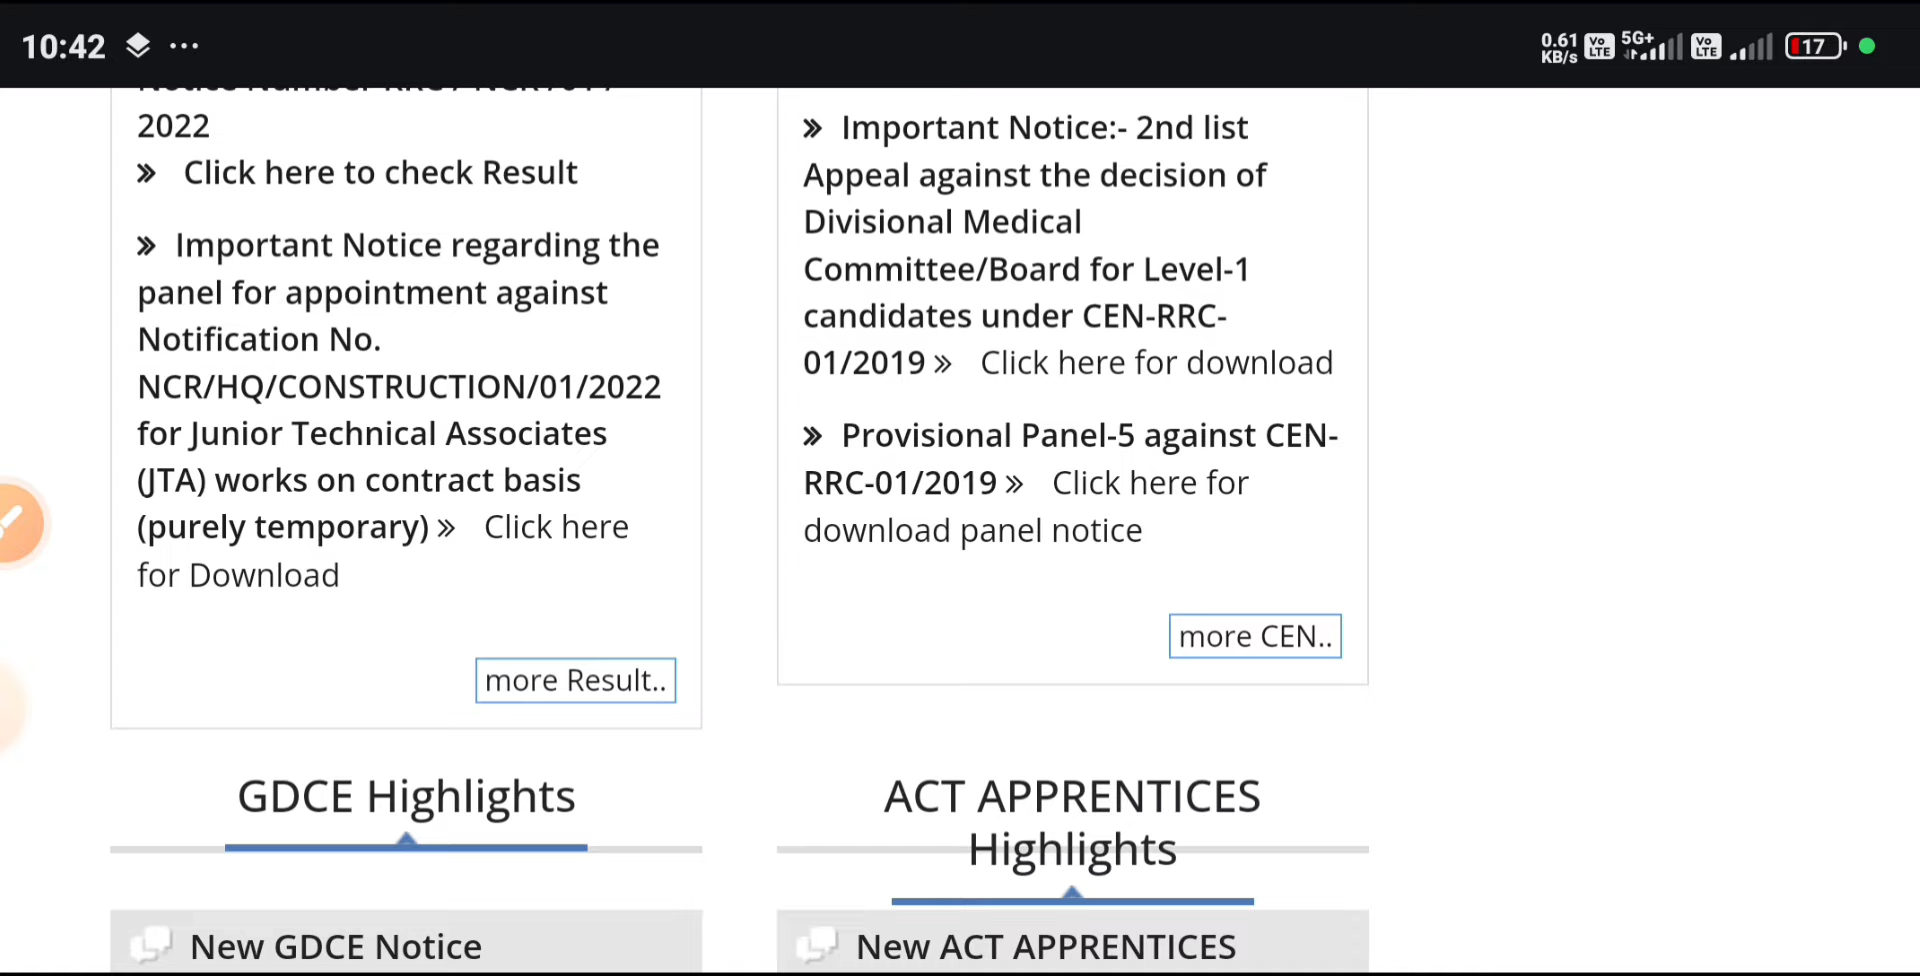 10:42
0.61 KB/s Vo LTE 5G+ Vo LTE 17
2022
» Click here to check Result
» Important Notice regarding the
panel for appointment against
Notification No.
NCR/HQ/CONSTRUCTION/01/2022
for Junior Technical Associates
(JTA) works on contract basis
(purely temporary) » Click here
for Download
more Result..
» Important Notice:- 2nd list
Appeal against the decision of
Divisional Medical
Committee/Board for Level-1
candidates under CEN-RRC-
01/2019 » Click here for download
» Provisional Panel-5 against CEN-
RRC-01/2019 » Click here for
download panel notice
more CEN..
GDCE Highlights
New GDCE Notice
ACT APPRENTICES
Highlights
New ACT APPRENTICES